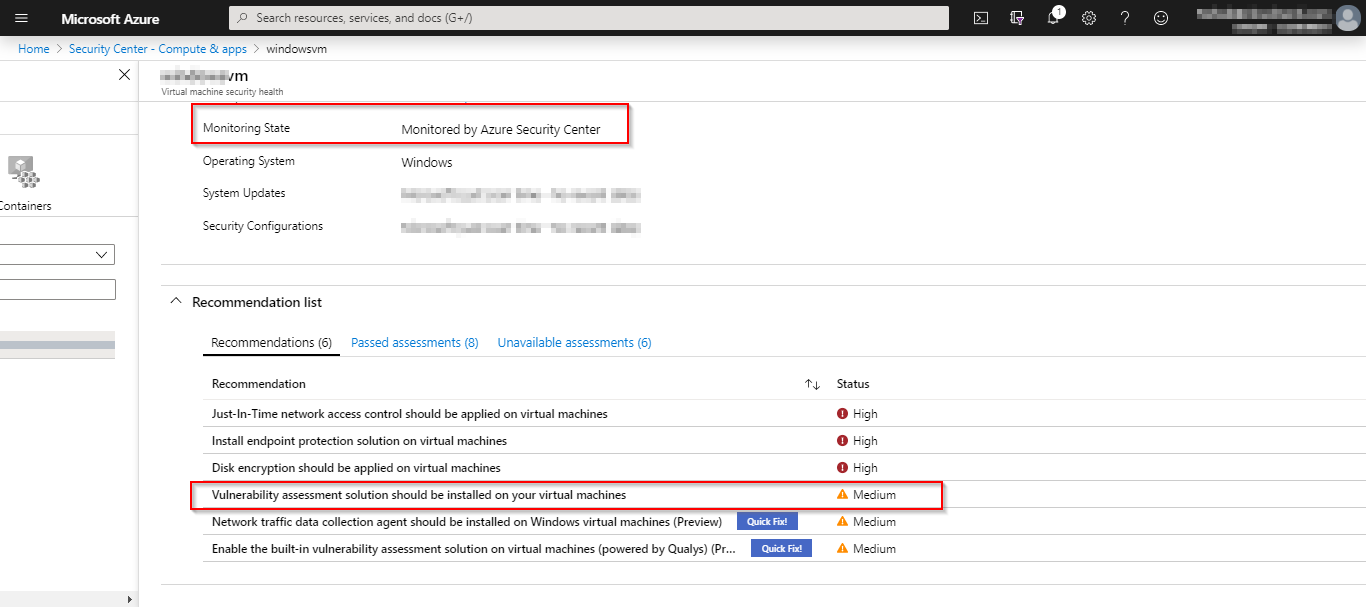 Microsoft Azure
Search resources, services, and docs (G+/)
1
Home > Security Center - Compute & apps > windowsvm
vm
Virtual machine security health
Monitoring State Monitored by Azure Security Center
Operating System Windows
System Updates
Security Configurations
Containers
Recommendation list
Recommendations (6) Passed assessments (8) Unavailable assessments (6)
Recommendation Status
Just-In-Time network access control should be applied on virtual machines High
Install endpoint protection solution on virtual machines High
Disk encryption should be applied on virtual machines High
Vulnerability assessment solution should be installed on your virtual machines Medium
Network traffic data collection agent should be installed on Windows virtual machines (Preview) Quick Fix! Medium
Enable the built-in vulnerability assessment solution on virtual machines (powered by Qualys) (Pr... Quick Fix! Medium